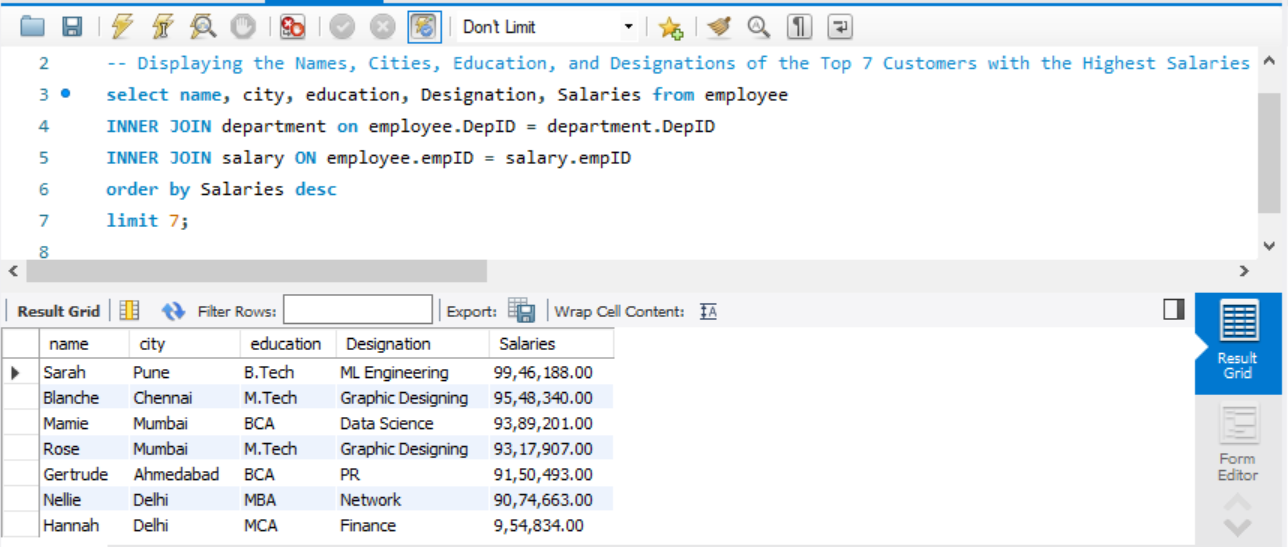 Don't Limit
2 -- Displaying the Names, Cities, Education, and Designations of the Top 7 Customers with the Highest Salaries
3 select name, city, education, Designation, Salaries from employee
4 INNER JOIN department on employee.DepID = department.DepID
5 INNER JOIN salary ON employee.empID = salary.empID
6 order by Salaries desc
7 limit 7;
8
Result Grid Filter Rows: Export: Wrap Cell Content:
name city education Designation Salaries
Sarah Pune B.Tech ML Engineering 99,46,188.00
Blanche Chennai M.Tech Graphic Designing 95,48,340.00
Mamie Mumbai BCA Data Science 93,89,201.00
Rose Mumbai M.Tech Graphic Designing 93,17,907.00
Gertrude Ahmedabad BCA PR 91,50,493.00
Nellie Delhi MBA Network 90,74,663.00
Hannah Delhi MCA Finance 9,54,834.00
Result
Grid
Form
Editor